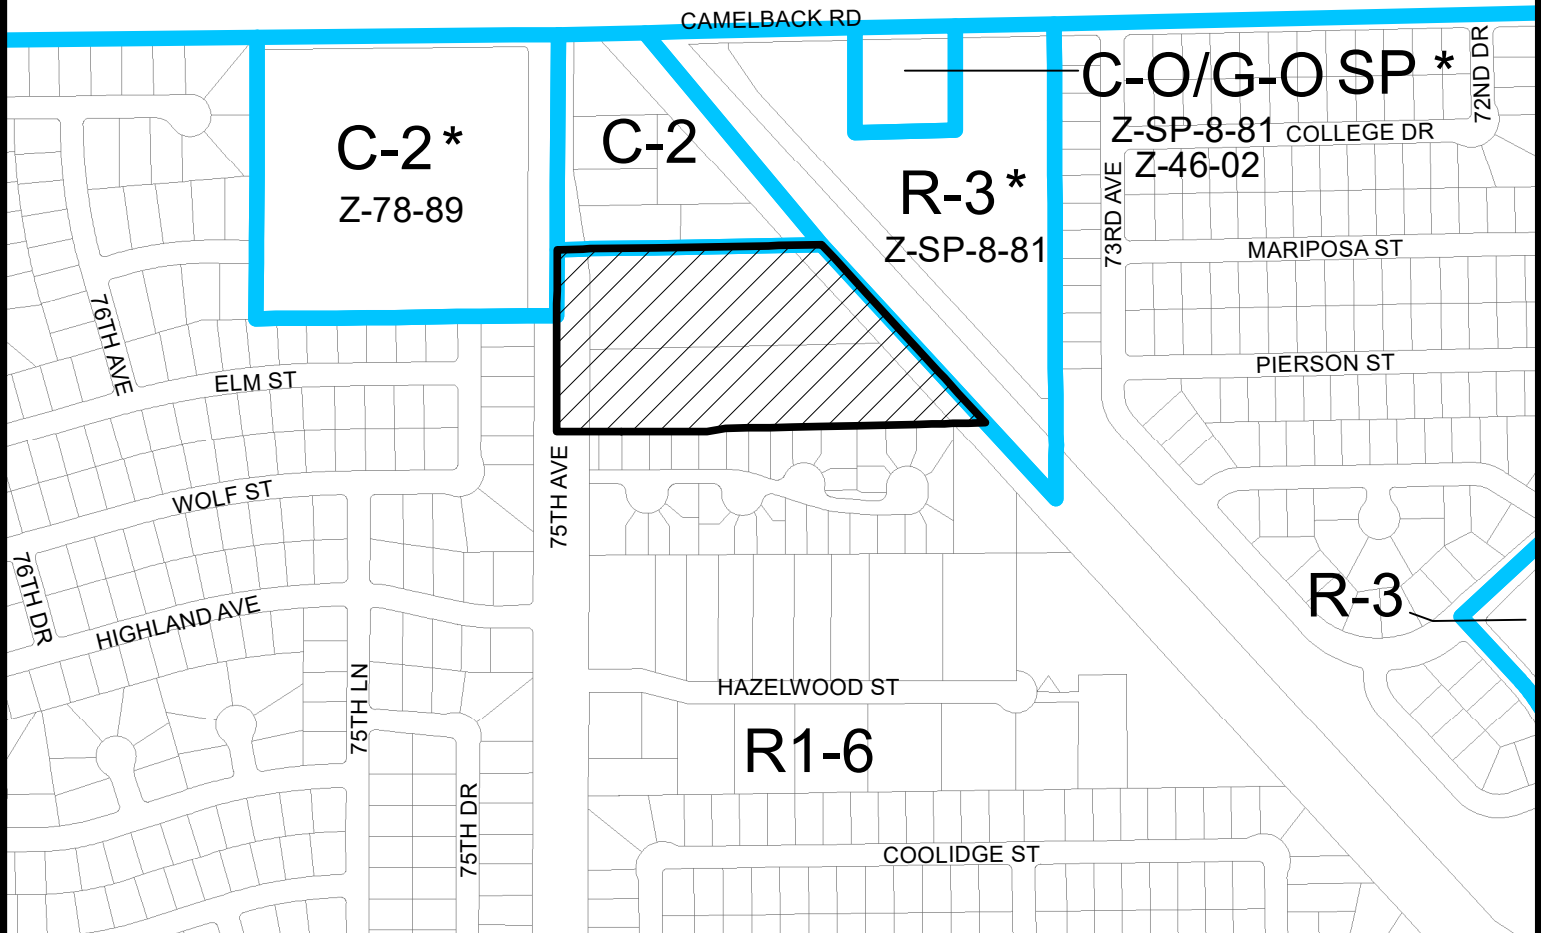 CAMELBACK RD
72ND DR
C-O/G-O SP *
Z-SP-8-81
COLLEGE DR
Z-46-02
C-2 *
Z-78-89
C-2
R-3 *
Z-SP-8-81
73RD AVE
MARIPOSA ST
76TH AVE
ELM ST
PIERSON ST
WOLF ST
75TH AVE
76TH DR
HIGHLAND AVE
R-3
75TH LN
HAZELWOOD ST
R1-6
75TH DR
COOLIDGE ST